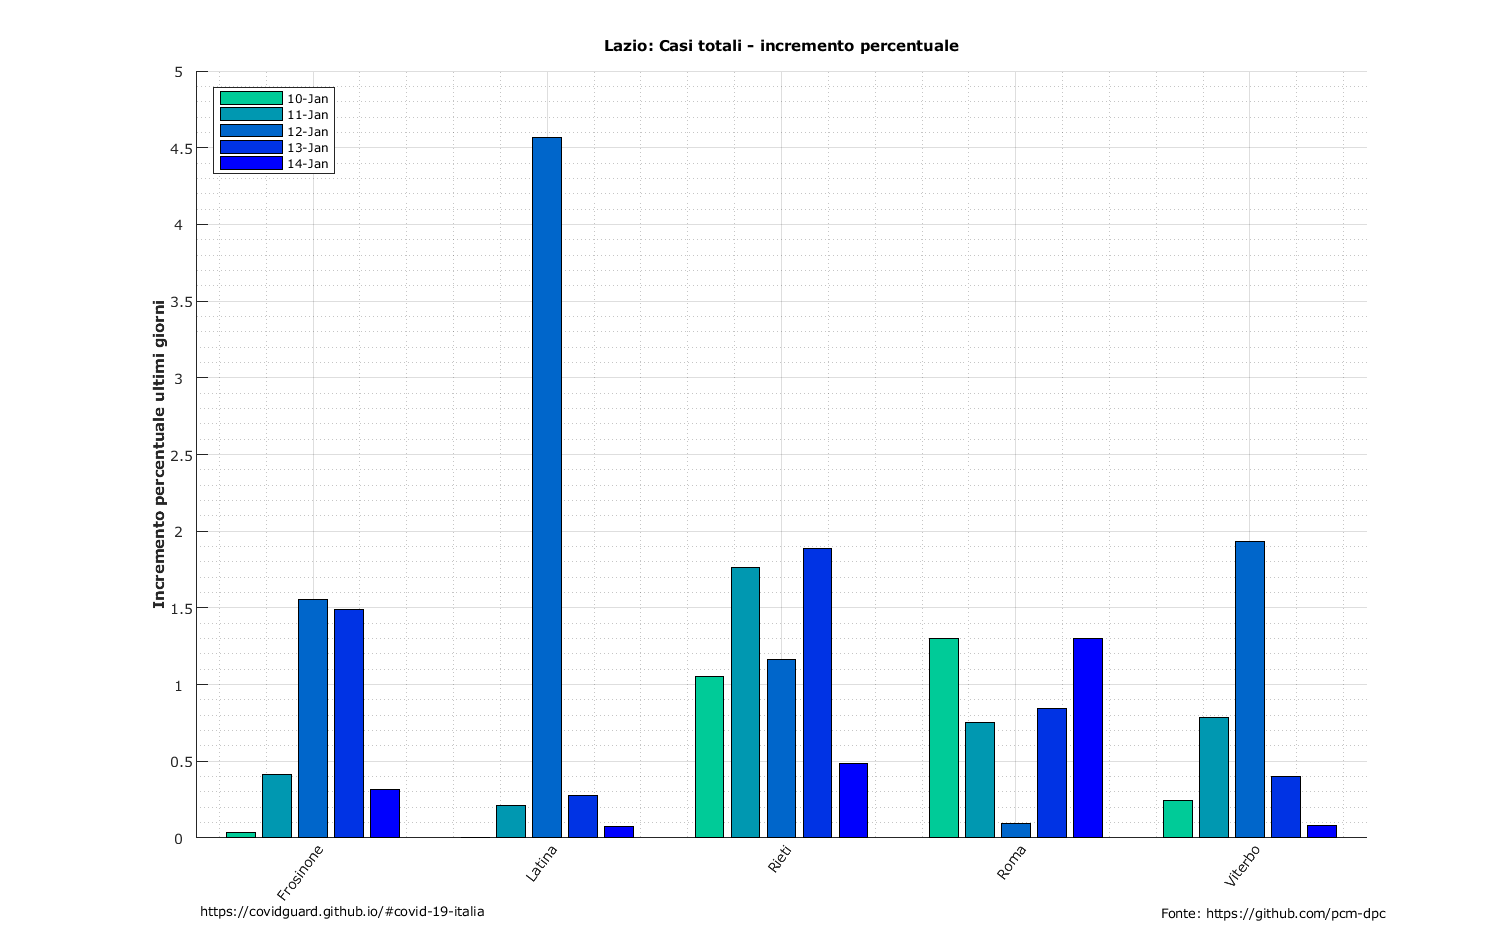 Lazio: Casi totali - incremento percentuale
Incremento percentuale ultimi giorni
5
4.5
4
3.5
3
2.5
2
1.5
1
0.5
0
10-Jan
11-Jan
12-Jan
13-Jan
14-Jan
Frosinone
Latina
Rieti
Roma
Viterbo
https://covidguard.github.io/#covid-19-italia
Fonte: https://github.com/pcm-dpc